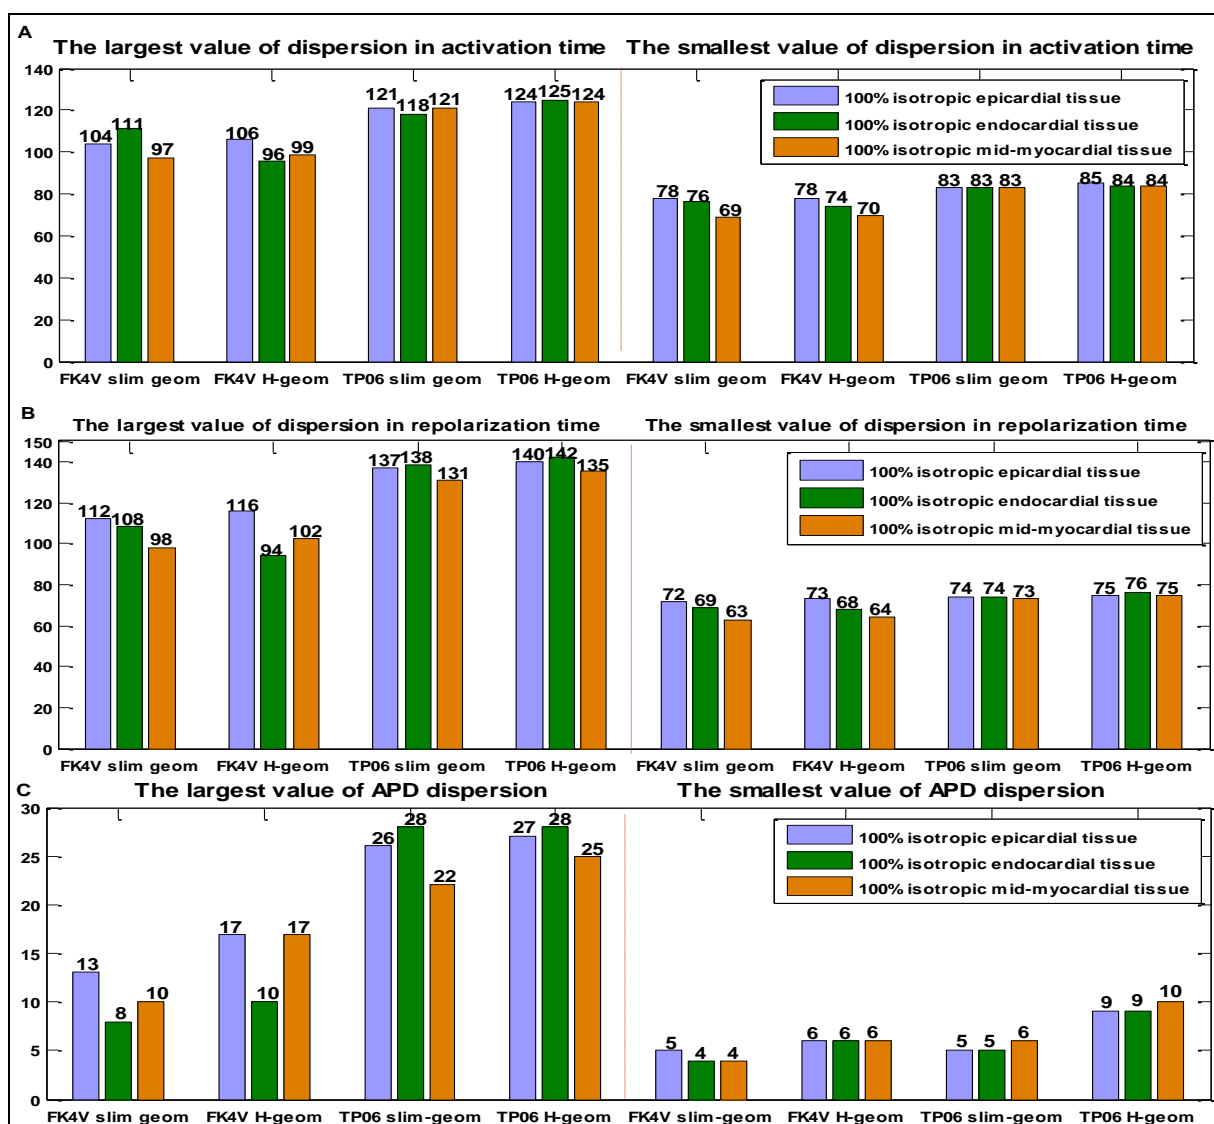 A
The largest value of dispersion in activation time
The smallest value of dispersion in activation time
140
120
100
80
60
40
20
0
104 111 97
106 96 99
121 118 121
124 125 124
78 76 69
78 74 70
83 83 83
85 84 84
100% isotropic epicardial tissue
100% isotropic endocardial tissue
100% isotropic mid-myocardial tissue
FK4V slim geom FK4V H-geom TP06 slim geom TP06 H-geom FK4V slim geom FK4V H-geom TP06 slim geom TP06 H-geom
B
The largest value of dispersion in repolarization time
The smallest value of dispersion in repolarization time
150
140
120
100
80
60
40
20
0
112 108 98
116 94 102
137 138 131
140 142 135
72 69 63
73 68 64
74 74 73
75 76 75
100% isotropic epicardial tissue
100% isotropic endocardial tissue
100% isotropic mid-myocardial tissue
FK4V slim geom FK4V H-geom TP06 slim geom TP06 H-geom FK4V slim geom FK4V H-geom TP06 slim geom TP06 H-geom
C
The largest value of APD dispersion
The smallest value of APD dispersion
30
25
20
15
10
5
0
13 8 10
17 10 17
26 28 22
27 28 25
5 4 4
6 6 6
5 5 6
9 9 10
100% isotropic epicardial tissue
100% isotropic endocardial tissue
100% isotropic mid-myocardial tissue
FK4V slim geom FK4V H-geom TP06 slim-geom TP06 H-geom FK4V slim-geom FK4V H-geom TP06 slim-geom TP06 H-geom